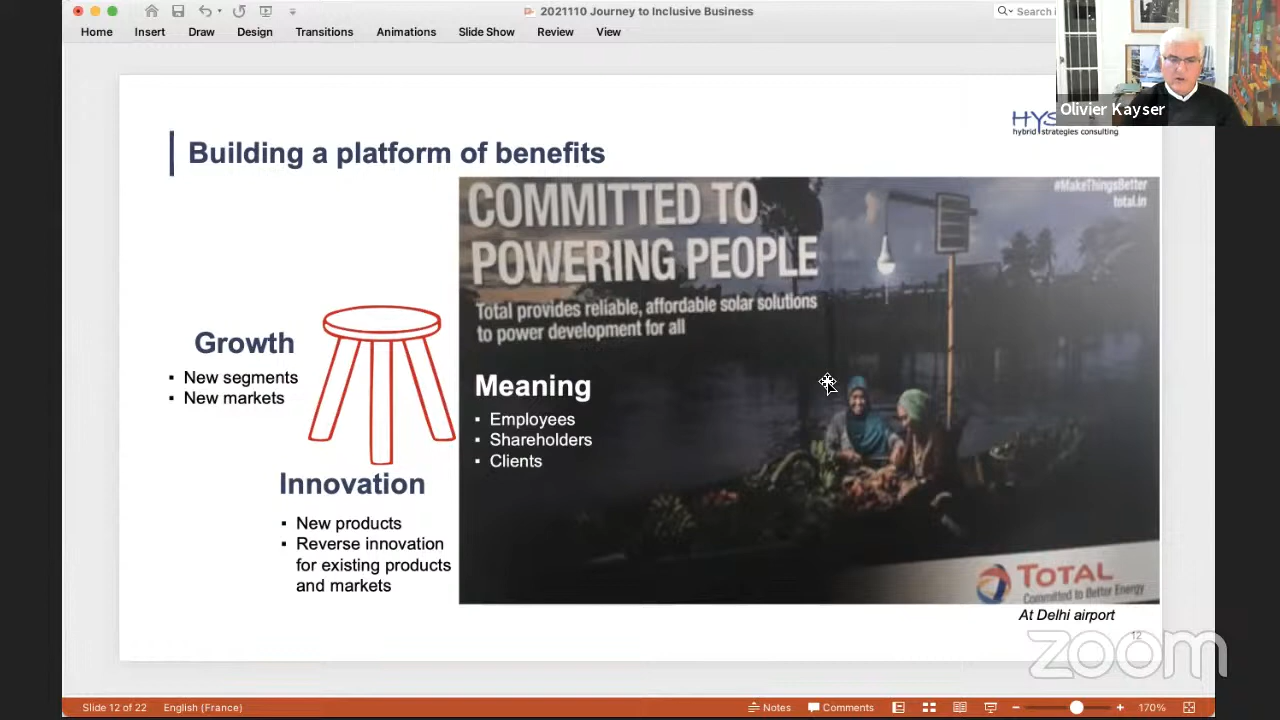 2021110 Journey to Inclusive Business
Search i
Home Insert Draw Design Transitions Animations Slide Show Review View
Olivier Kayser
HYS
hybrid strategies consulting
Building a platform of benefits
COMMITTED TO
POWERING PEOPLE
#MakeThingsBetter
total.in
Total provides reliable, affordable solar solutions
to power development for all
Growth
▪ New segments
▪ New markets
Meaning
▪ Employees
▪ Shareholders
▪ Clients
Innovation
▪ New products
▪ Reverse innovation
for existing products
and markets
TOTAL
Committed to Better Energy
At Delhi airport
12
zoom
Slide 12 of 22 English (France) Notes Comments 170%